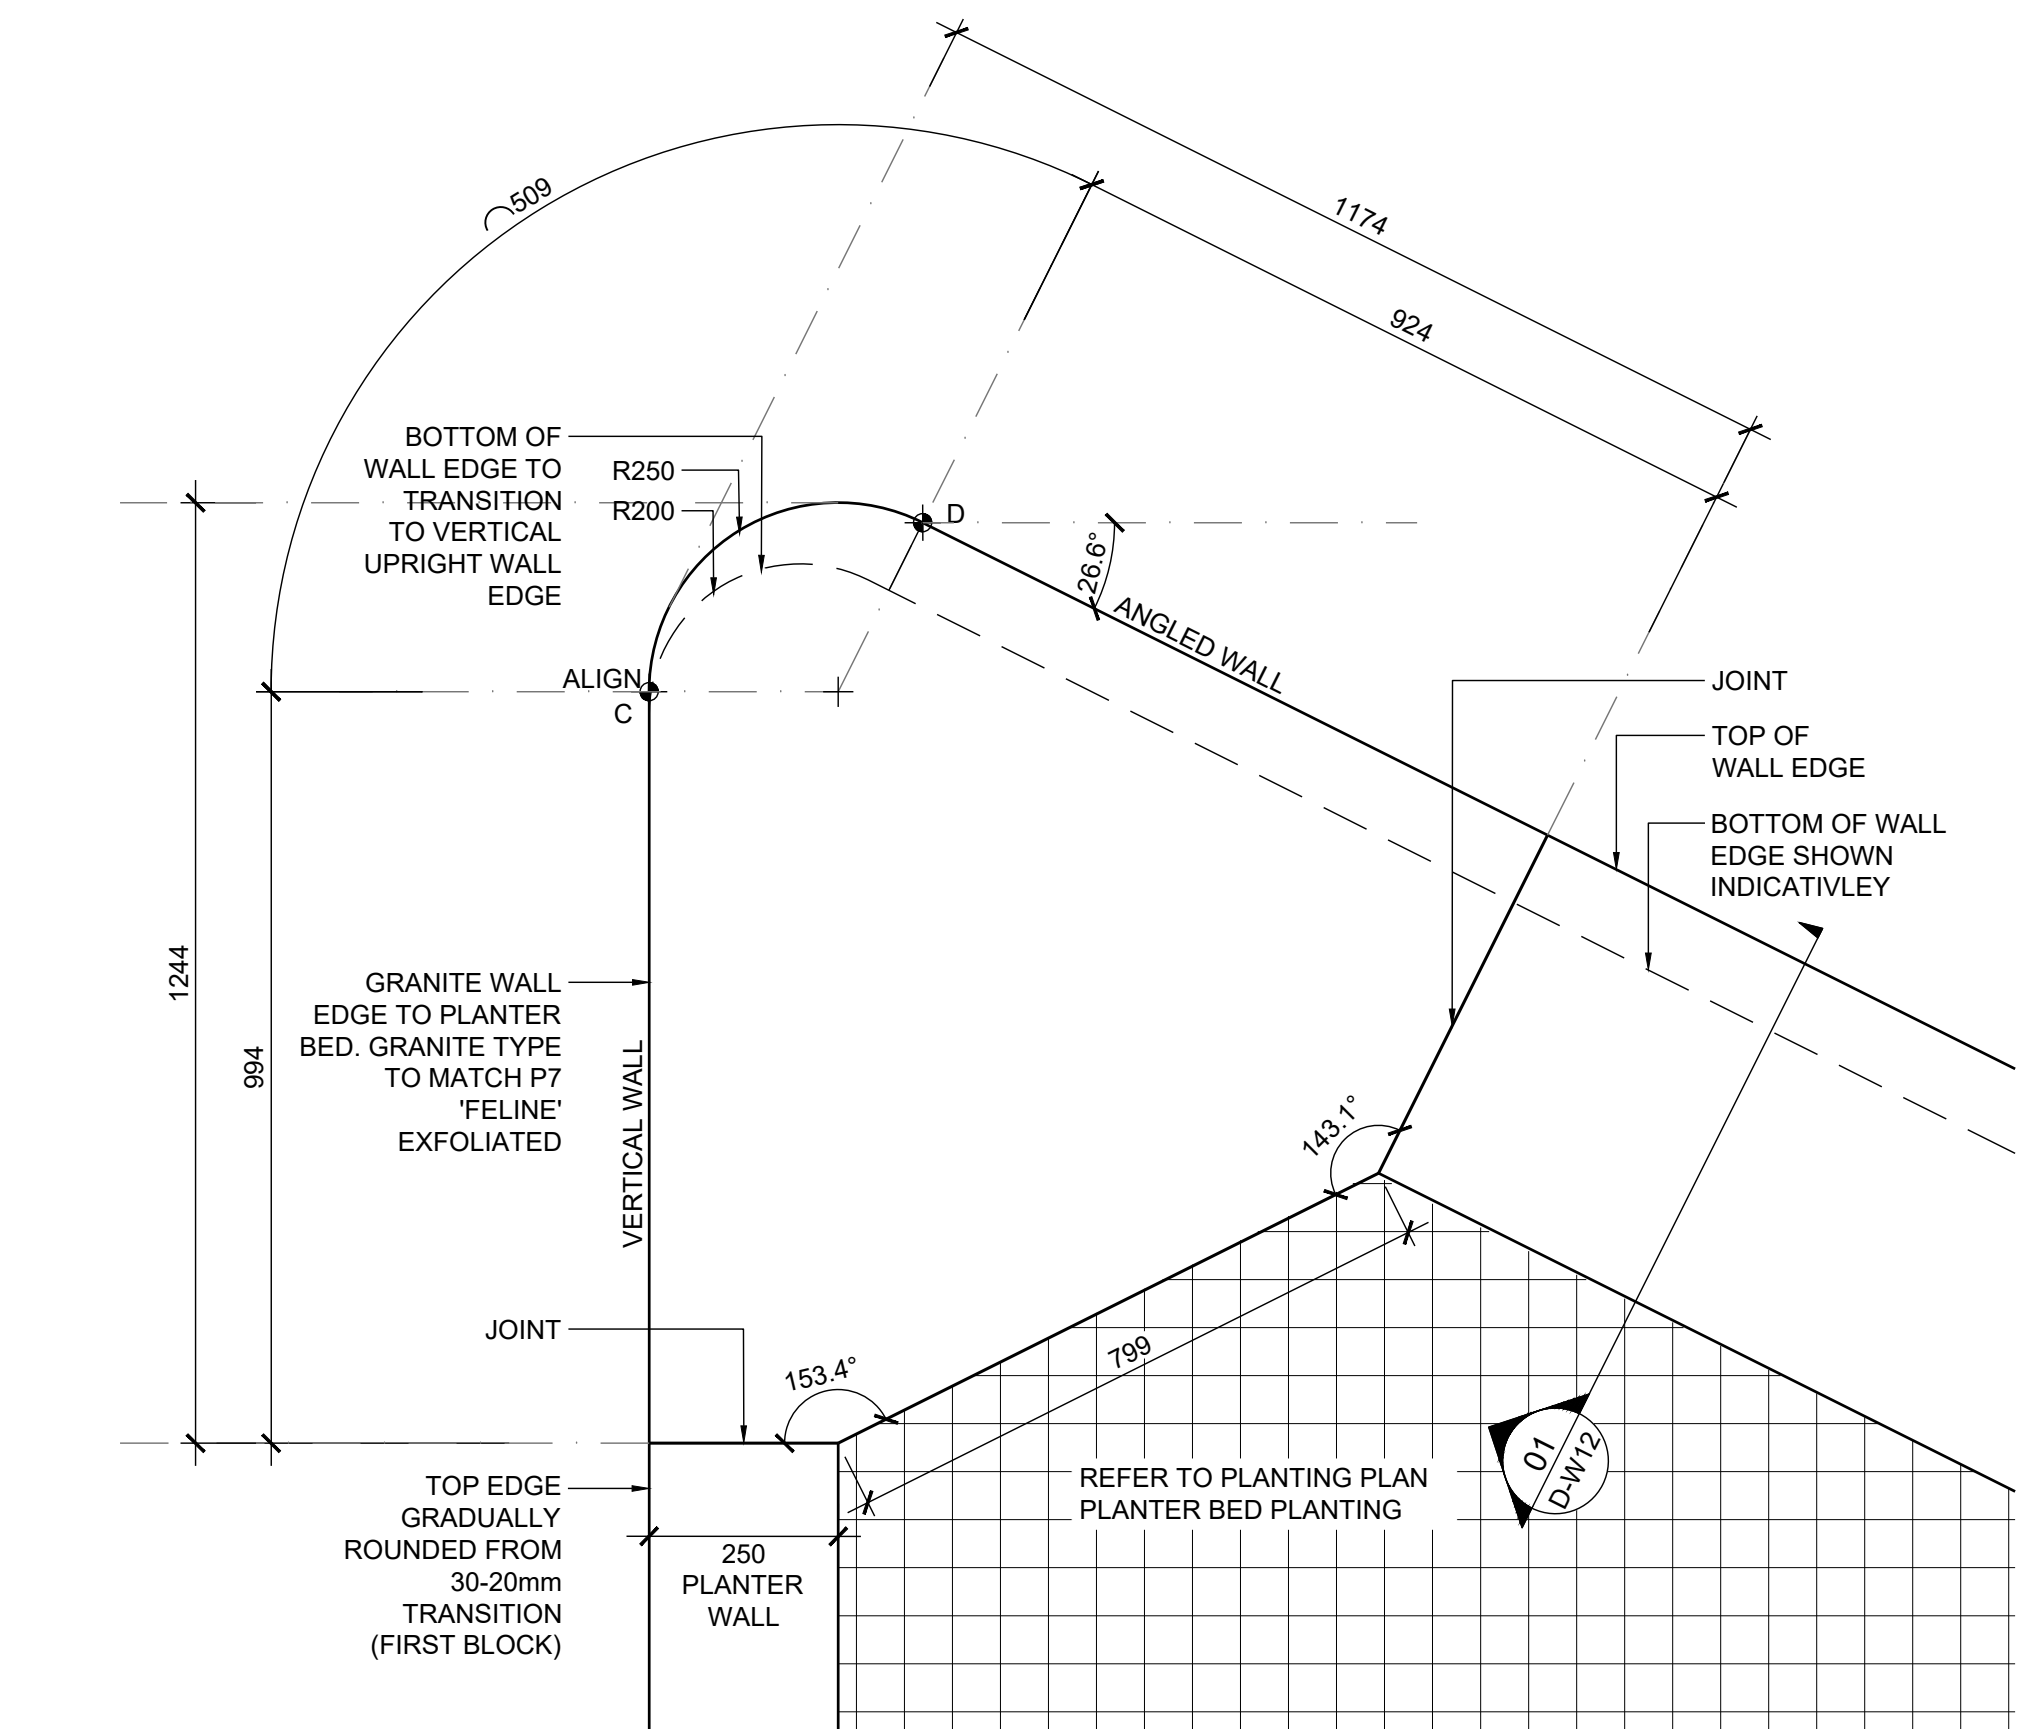 1174
509
924
BOTTOM OF
WALL EDGE TO
TRANSITION
TO VERTICAL
UPRIGHT WALL
EDGE
R250
R200
D
26.6°
ANGLED WALL
ALIGN
C
JOINT
TOP OF
WALL EDGE
BOTTOM OF WALL
EDGE SHOWN
INDICATIVLEY
1244
994
GRANITE WALL
EDGE TO PLANTER
BED. GRANITE TYPE
TO MATCH P7
'FELINE'
EXFOLIATED
VERTICAL WALL
143.1°
JOINT
153.4°
799
TOP EDGE
GRADUALLY
ROUNDED FROM
30-20mm
TRANSITION
(FIRST BLOCK)
250
PLANTER
WALL
REFER TO PLANTING PLAN
PLANTER BED PLANTING
01
D-W12